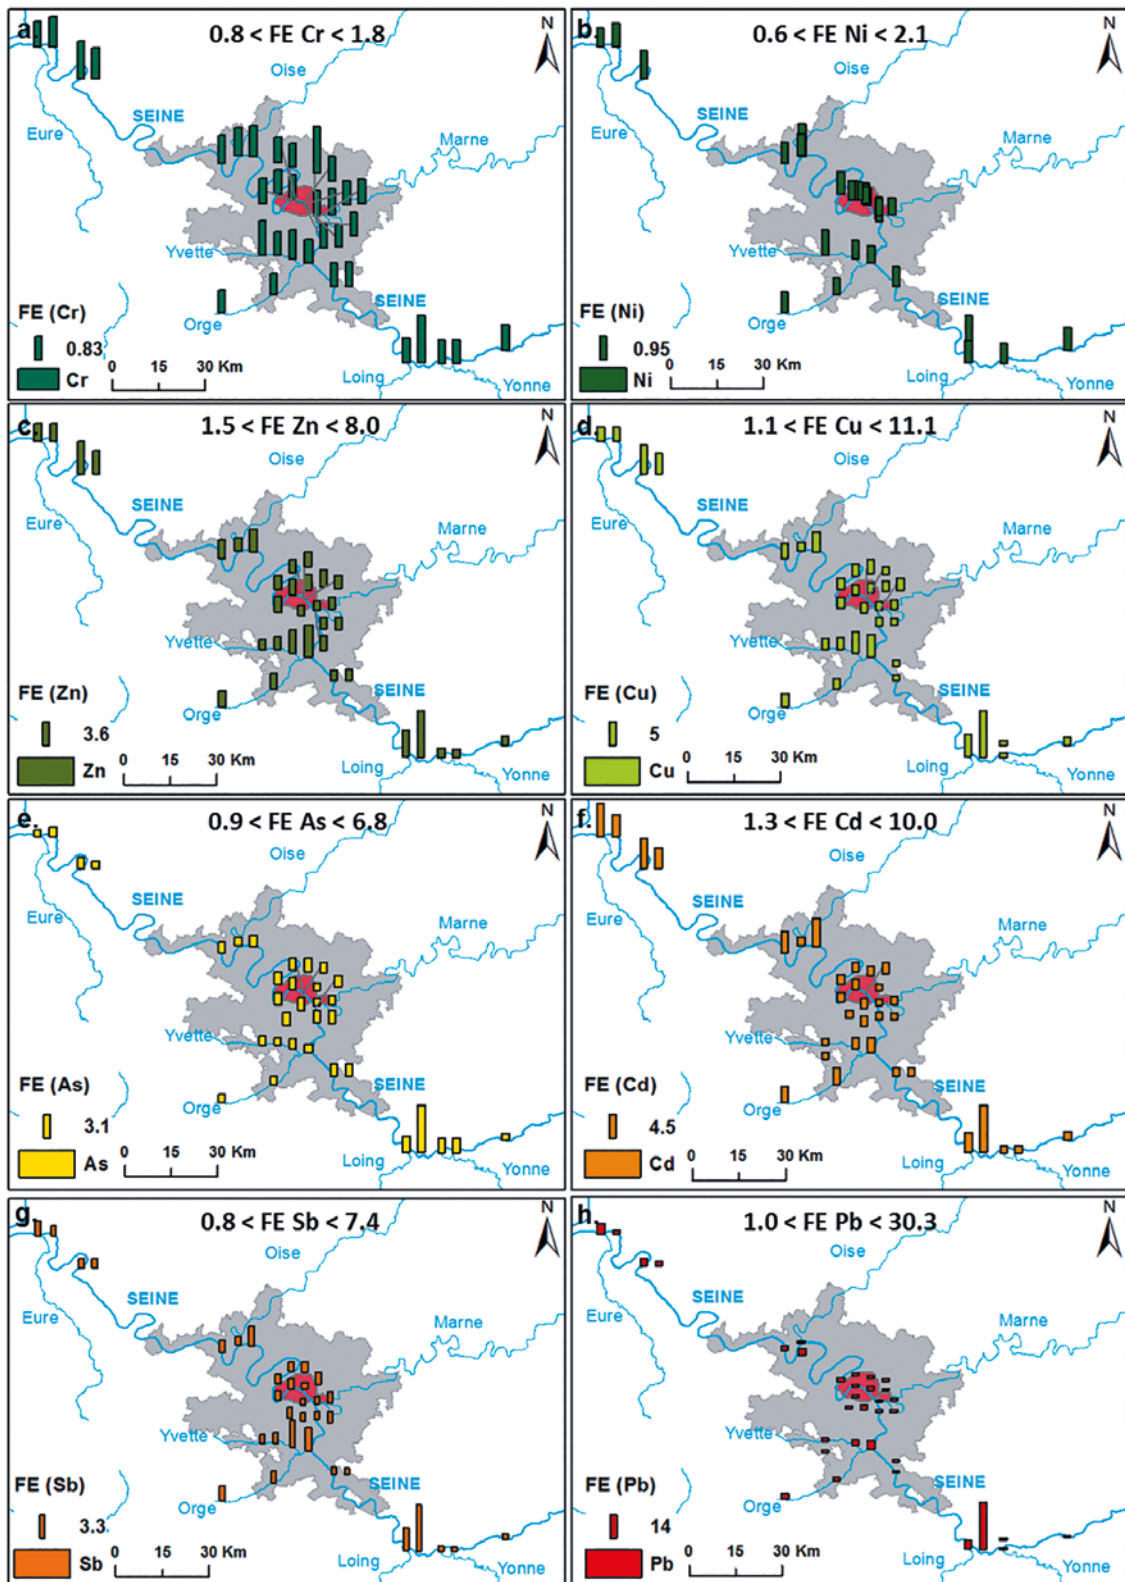 a. 0.8 < FE Cr < 1.8
N
Oise
SEINE
Eure
Marne
Yvette
SEINE
FE (Cr)
Orge
0.83
0 15 30 Km
Cr
Loing
Yonne
b. 0.6 < FE Ni < 2.1
N
Oise
SEINE
Eure
Marne
Yvette
SEINE
FE (Ni)
Orge
0.95
0 15 30 Km
Ni
Loing
Yonne
c. 1.5 < FE Zn < 8.0
N
Oise
SEINE
Eure
Marne
Yvette
FE (Zn)
SEINE
Orge
3.6
0 15 30 Km
Zn
Loing
Yonne
d. 1.1 < FE Cu < 11.1
N
Oise
SEINE
Eure
Marne
Yvette
FE (Cu)
SEINE
Orge
5
0 15 30 Km
Cu
Loing
Yonne
e. 0.9 < FE As < 6.8
N
Oise
SEINE
Eure
Marne
Yvette
SEINE
FE (As)
Orge
3.1
0 15 30 Km
As
Loing
Yonne
f. 1.3 < FE Cd < 10.0
N
Oise
SEINE
Eure
Marne
Yvette
FE (Cd)
SEINE
Orge
4.5
0 15 30 Km
Cd
Loing
Yonne
g. 0.8 < FE Sb < 7.4
N
Oise
SEINE
Eure
Marne
Yvette
SEINE
FE (Sb)
Orge
3.3
0 15 30 Km
Sb
Loing
Yonne
h. 1.0 < FE Pb < 30.3
N
Oise
SEINE
Eure
Marne
Yvette
SEINE
FE (Pb)
Orge
14
0 15 30 Km
Pb
Loing
Yonne